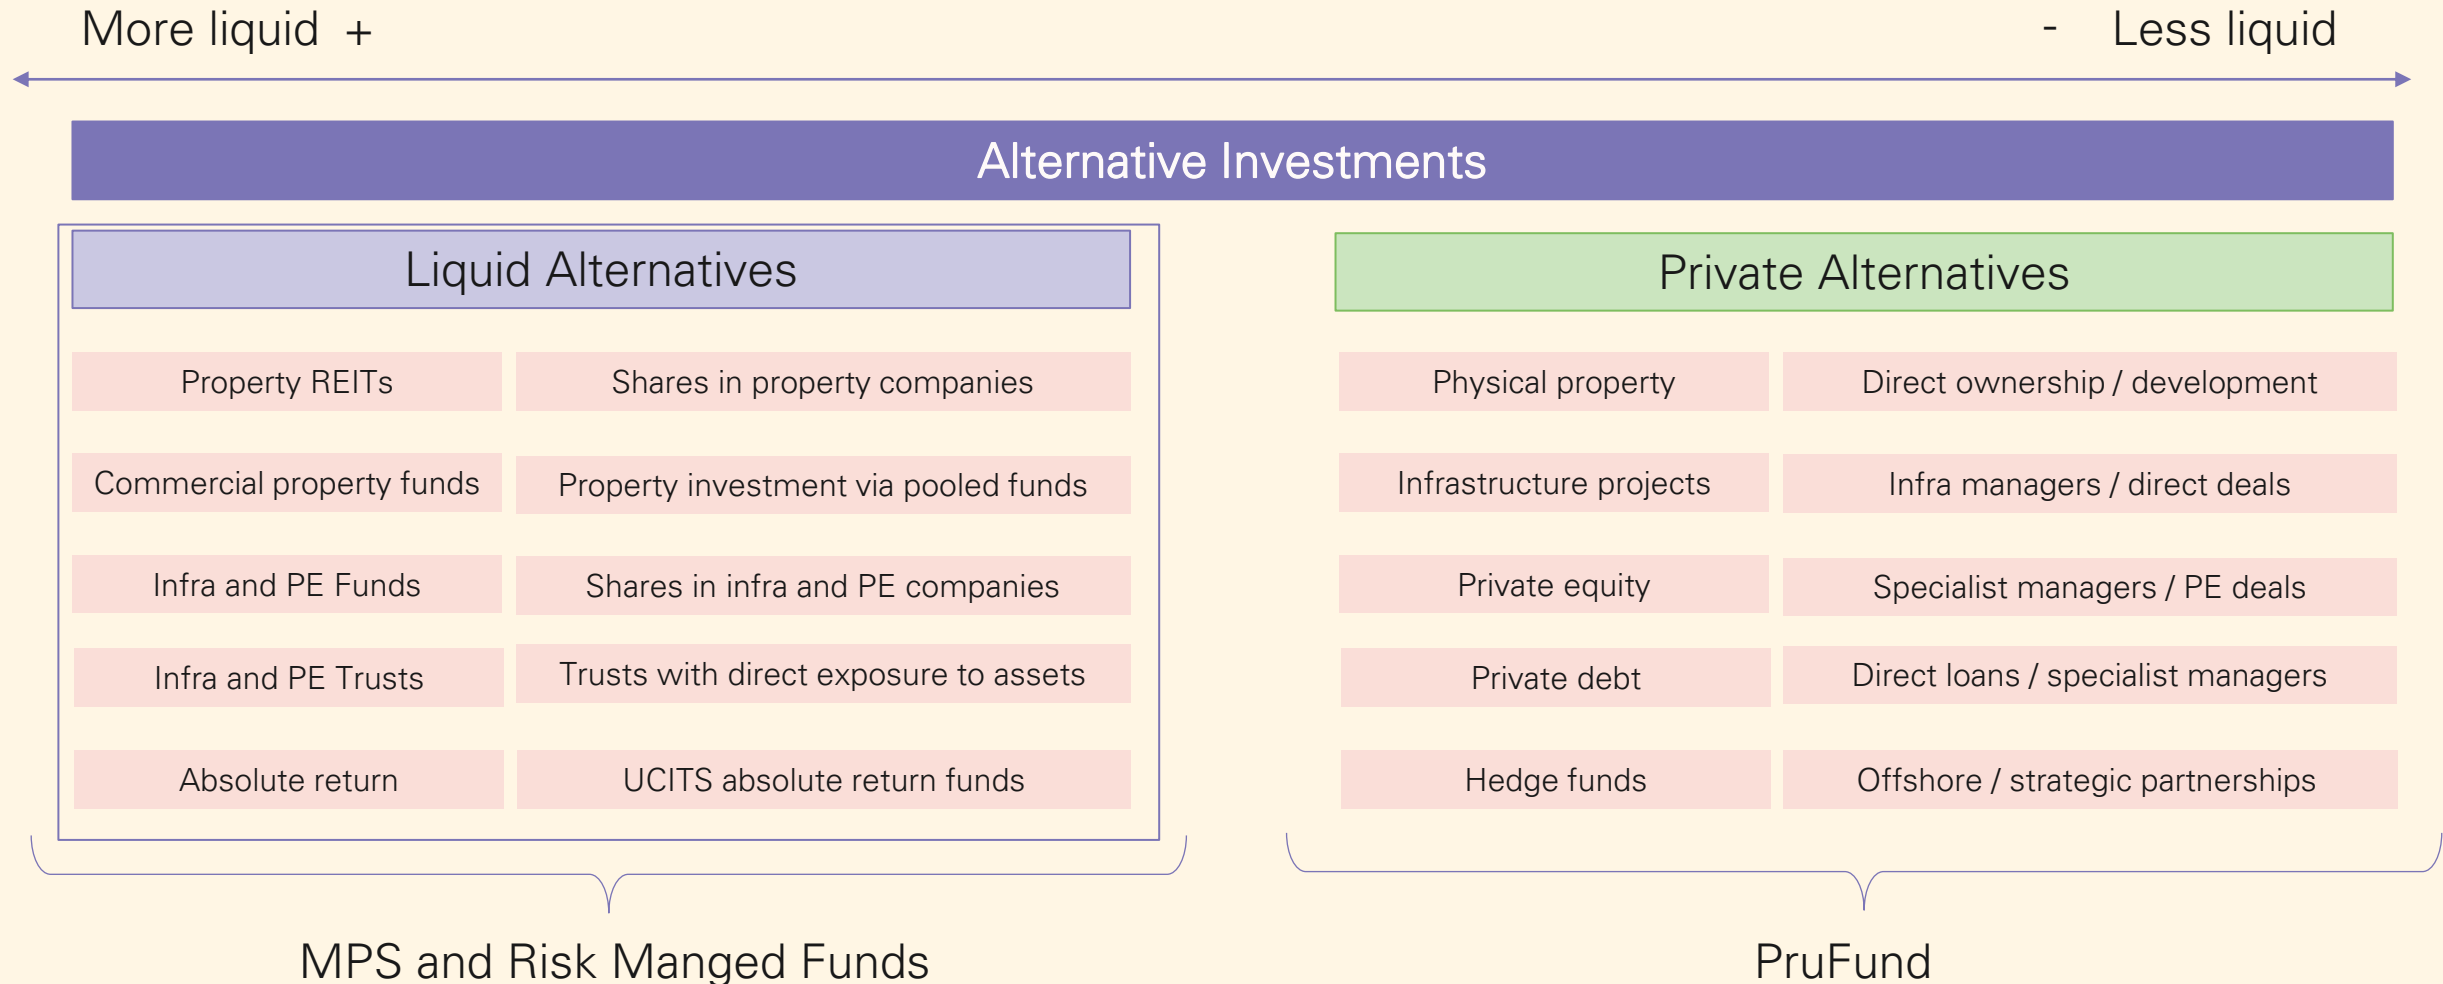 More liquid +
- Less liquid
Alternative Investments
Liquid Alternatives
Private Alternatives
Property REITs
Shares in property companies
Physical property
Direct ownership / development
Commercial property funds
Property investment via pooled funds
Infrastructure projects
Infra managers / direct deals
Infra and PE Funds
Shares in infra and PE companies
Private equity
Specialist managers / PE deals
Infra and PE Trusts
Trusts with direct exposure to assets
Private debt
Direct loans / specialist managers
Absolute return
UCITS absolute return funds
Hedge funds
Offshore / strategic partnerships
MPS and Risk Manged Funds
PruFund